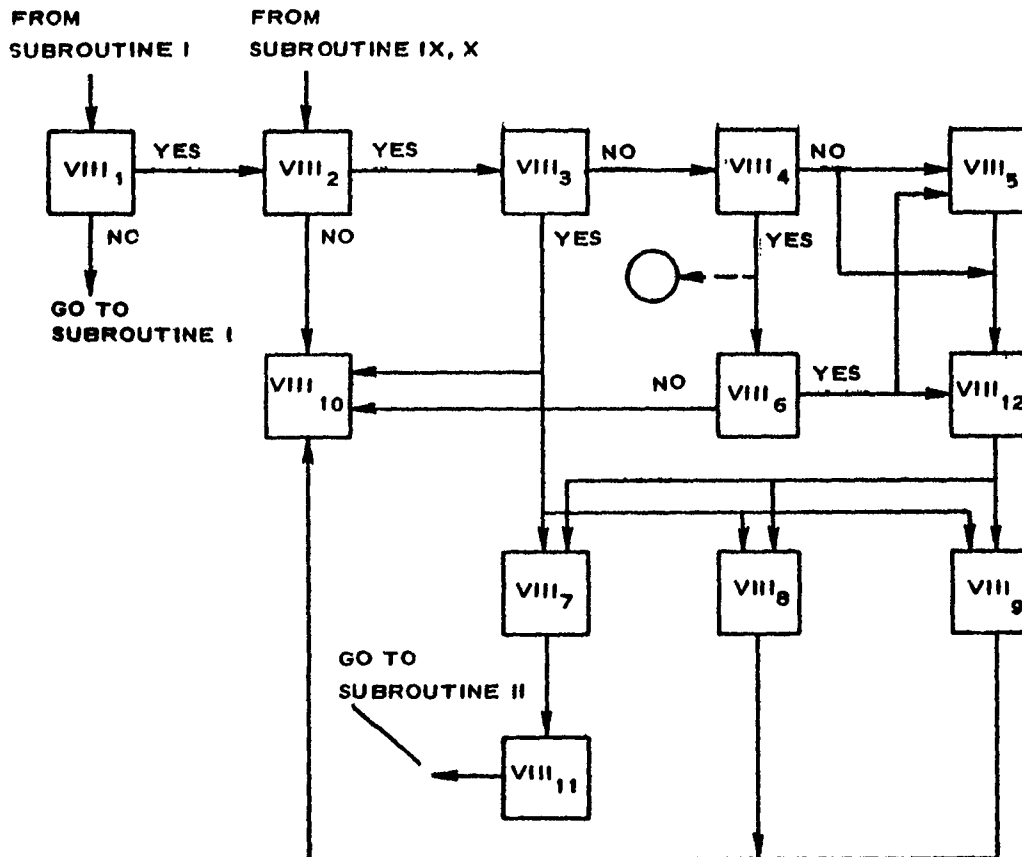 FROM
SUBROUTINE I
FROM
SUBROUTINE IX, X
VIII₁
YES
VIII₂
YES
VIII₃
NO
VIII₄
NO
VIII₅
NO
NO
YES
YES
GO TO
SUBROUTINE I
VIII₁₀
NO
VIII₆
YES
VIII₁₂
VIII₇
VIII₈
VIII₉
GO TO
SUBROUTINE II
VIII₁₁